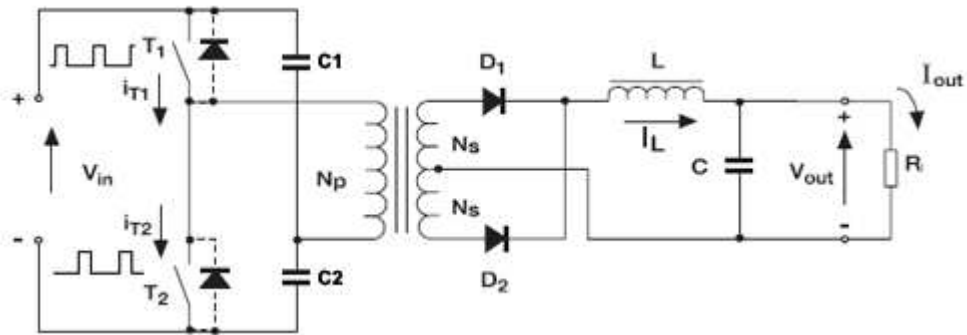 T1
C1
D1
L
Iout
iT1
+
+
Ns
IL
Vin
Np
C
Vout
R
Ns
iT2
-
-
T2
C2
D2